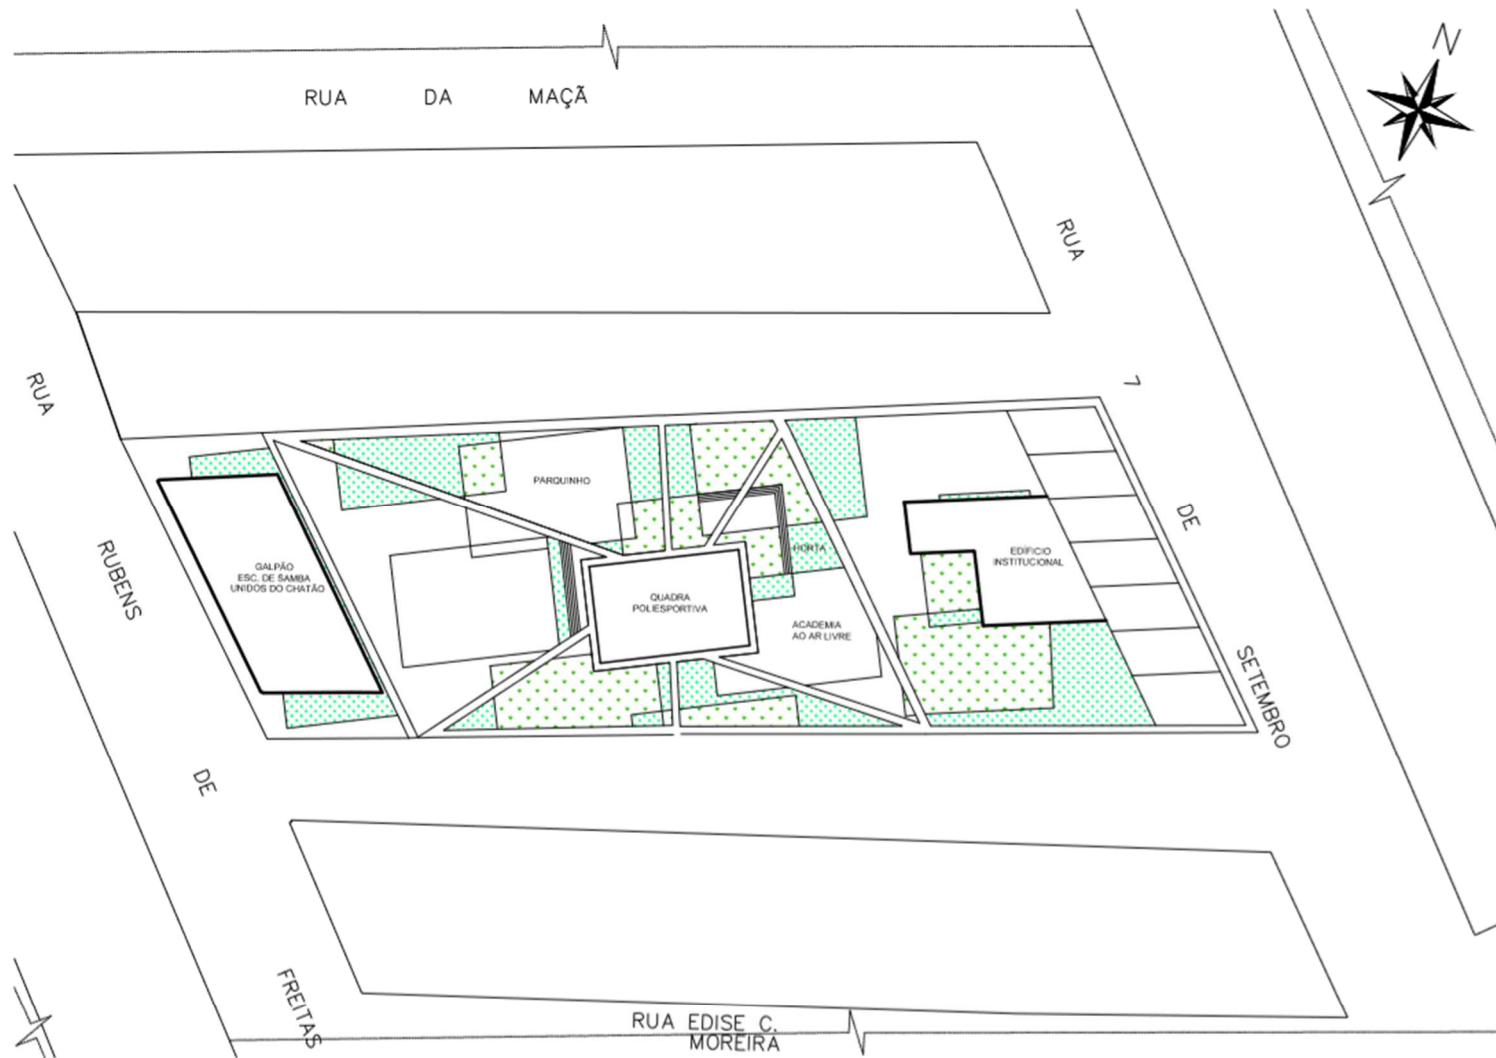 N
RUA DA MAÇÃ
RUA
7
DE
SETEMBRO
RUA
RUBENS
DE
FREITAS
PARQUINHO
GALPÃO
ESC. DE SAMBA
UNIDOS DO CHATÃO
QUADRA
POLIESPORTIVA
HORTA
ACADEMIA
AO AR LIVRE
EDIFICIO
INSTITUCIONAL
RUA EDISE C.
MOREIRA